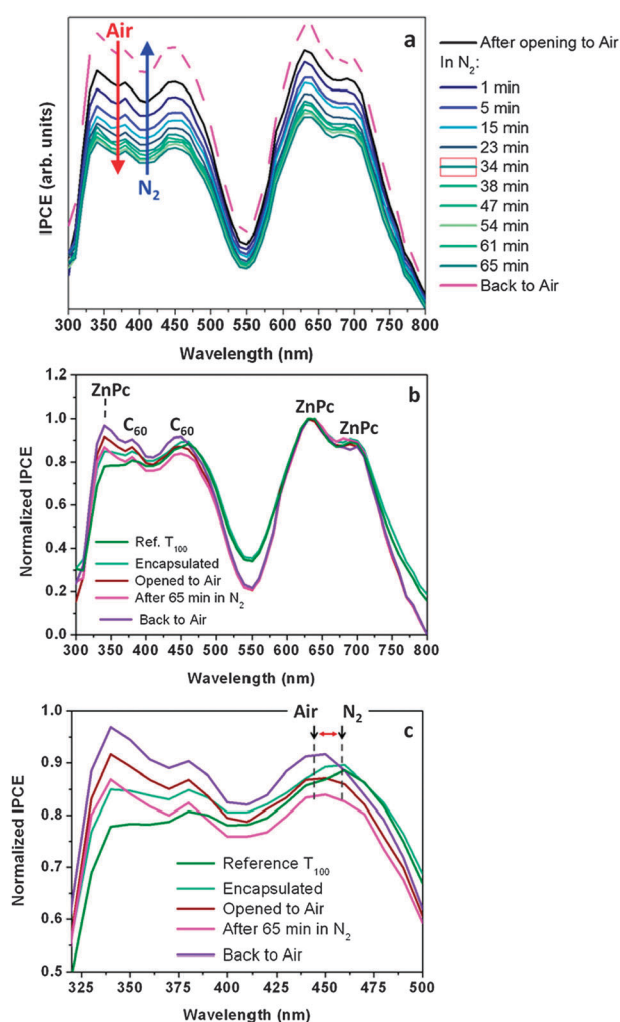 Air
a
N₂
IPCE (arb. units)
300 350 400 450 500 550 600 650 700 750 800
Wavelength (nm)
After opening to Air
In N₂:
1 min
5 min
15 min
23 min
34 min
38 min
47 min
54 min
61 min
65 min
Back to Air
b
ZnPc
C₆₀
C₆₀
ZnPc
ZnPc
1.2
1.0
0.8
0.6
0.4
0.2
0.0
Normalized IPCE
Ref. T₁₀₀
Encapsulated
Opened to Air
After 65 min in N₂
Back to Air
300 350 400 450 500 550 600 650 700 750 800
Wavelength (nm)
Air N₂
c
1.0
0.9
0.8
0.7
0.6
0.5
Normalized IPCE
Reference T₁₀₀
Encapsulated
Opened to Air
After 65 min in N₂
Back to Air
325 350 375 400 425 450 475 500
Wavelength (nm)